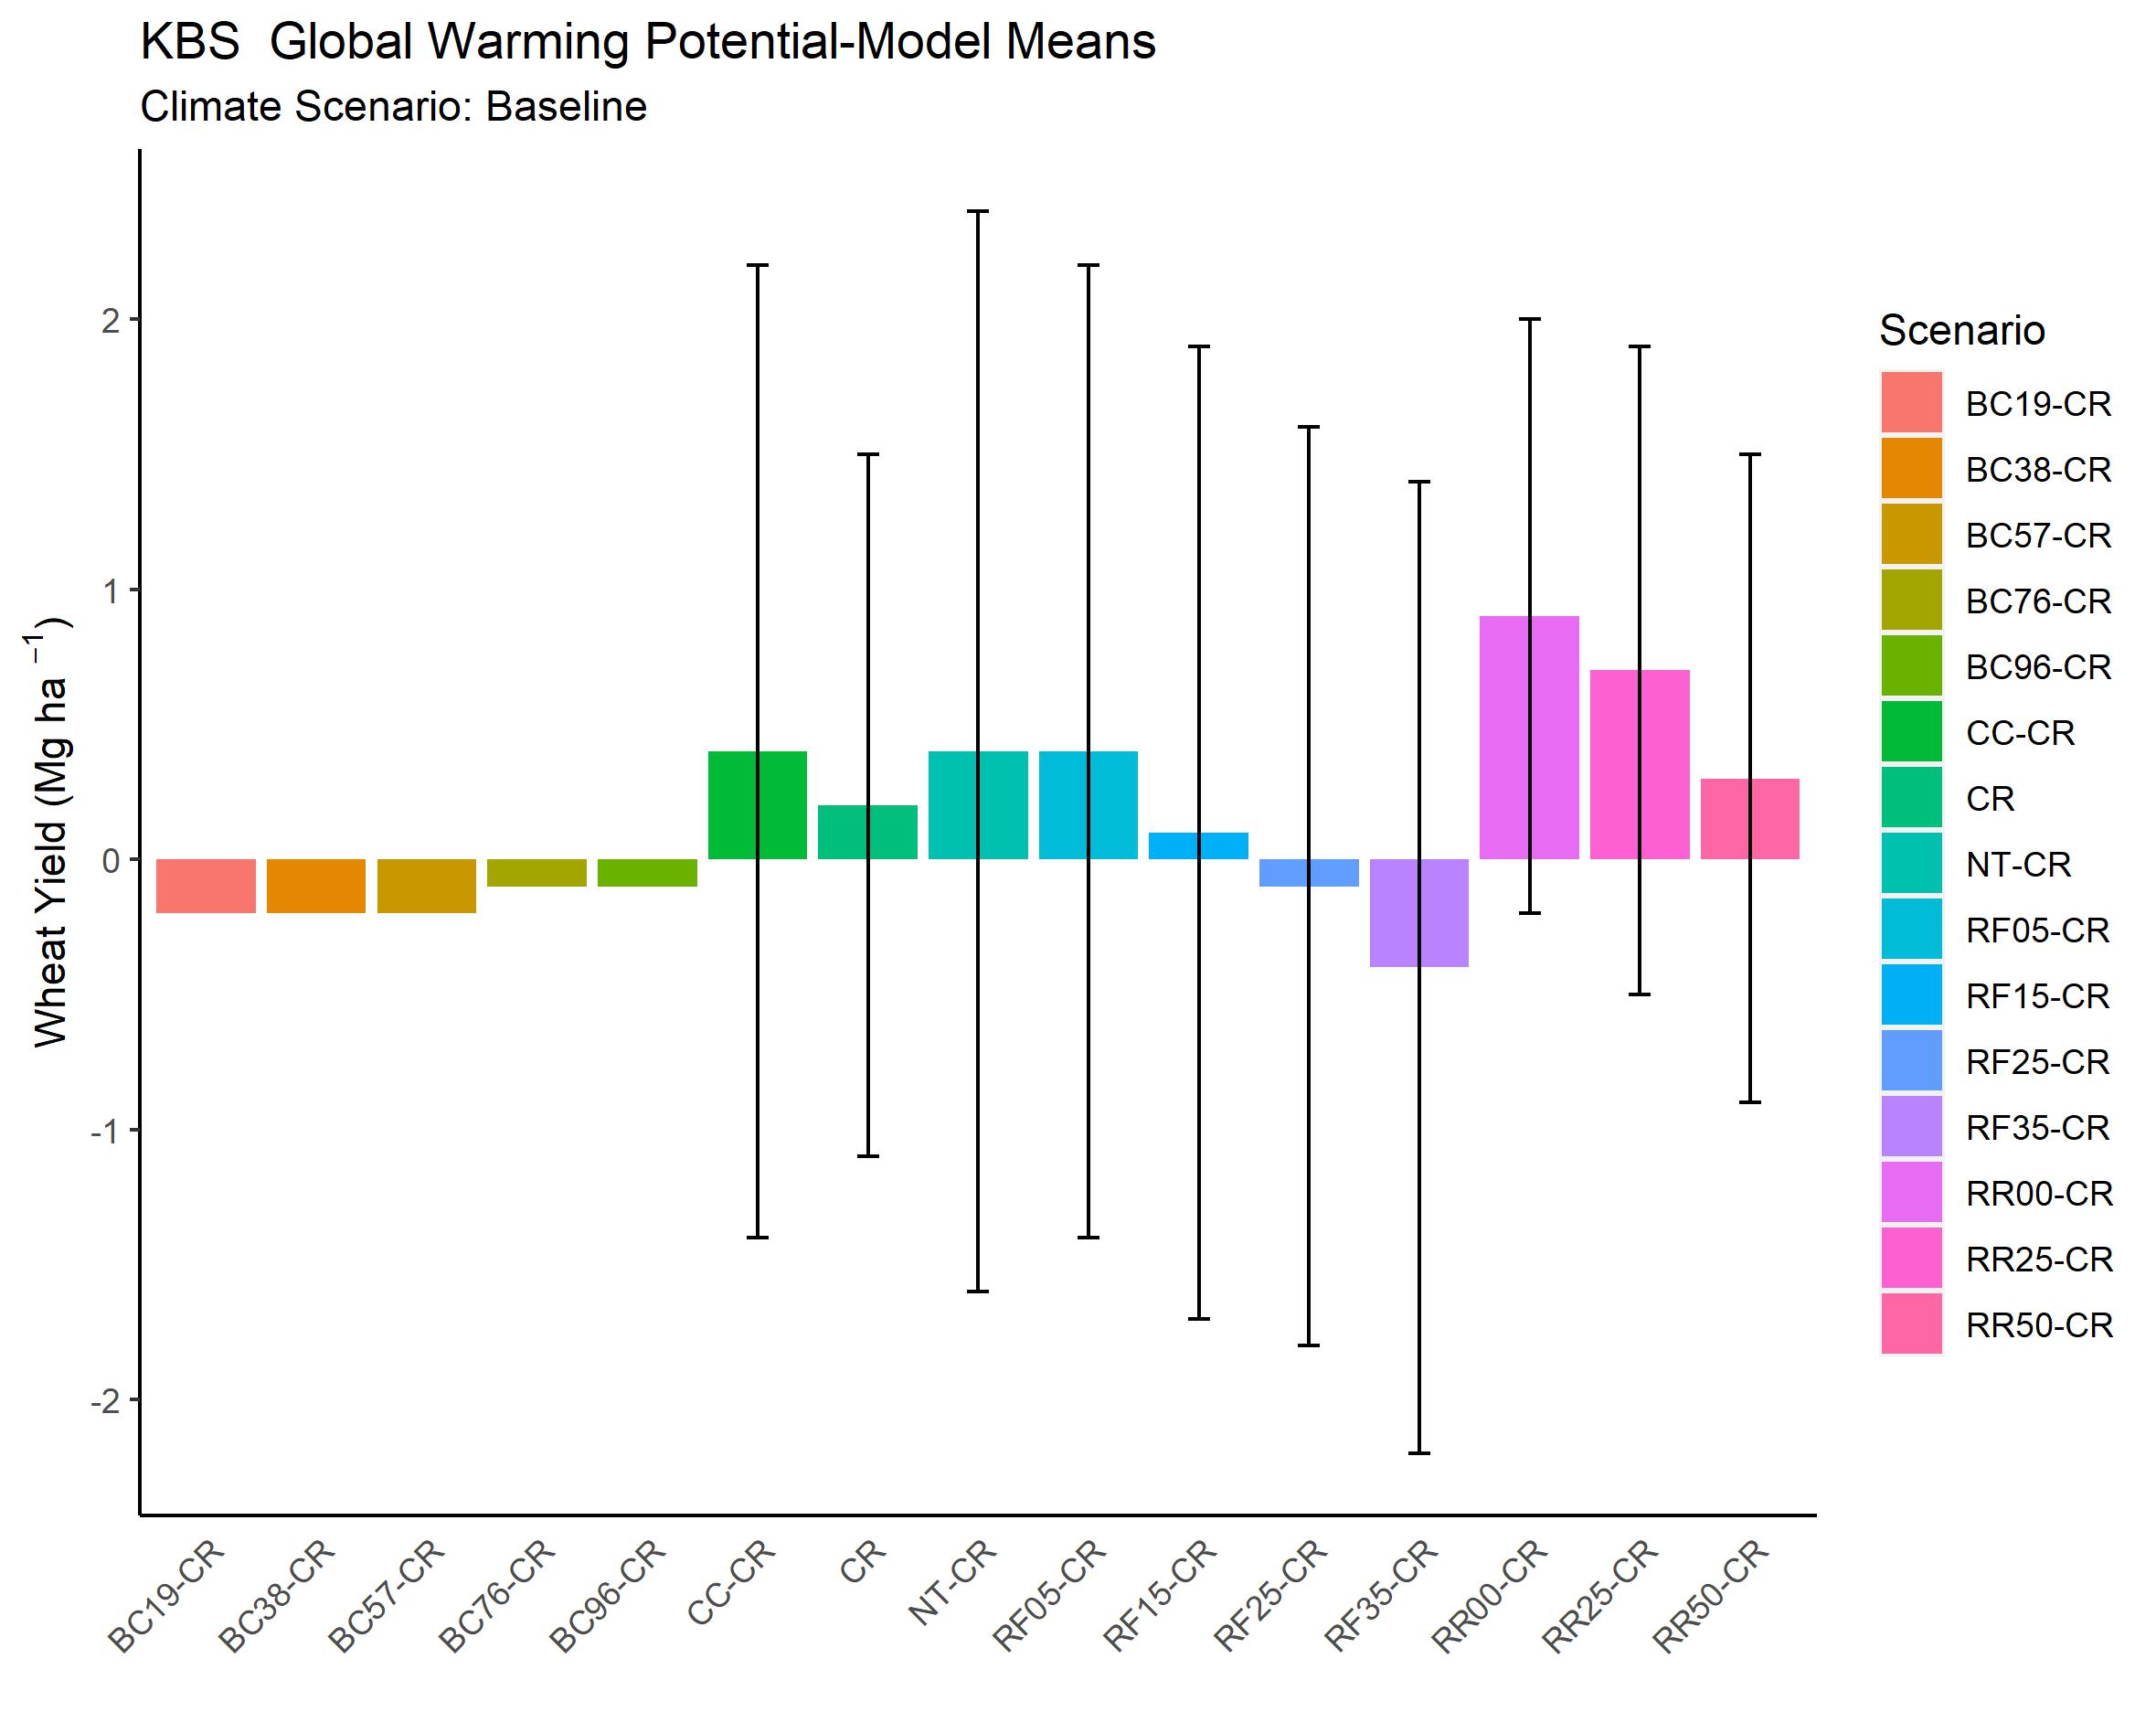 KBS  Global Warming Potential-Model Means
Climate Scenario: Baseline
Wheat Yield (Mg ha ⁻¹)
2
1
0
-1
-2
BC19-CR
BC38-CR
BC57-CR
BC76-CR
BC96-CR
CC-CR
CR
NT-CR
RF05-CR
RF15-CR
RF25-CR
RF35-CR
RR00-CR
RR25-CR
RR50-CR
Scenario
BC19-CR
BC38-CR
BC57-CR
BC76-CR
BC96-CR
CC-CR
CR
NT-CR
RF05-CR
RF15-CR
RF25-CR
RF35-CR
RR00-CR
RR25-CR
RR50-CR